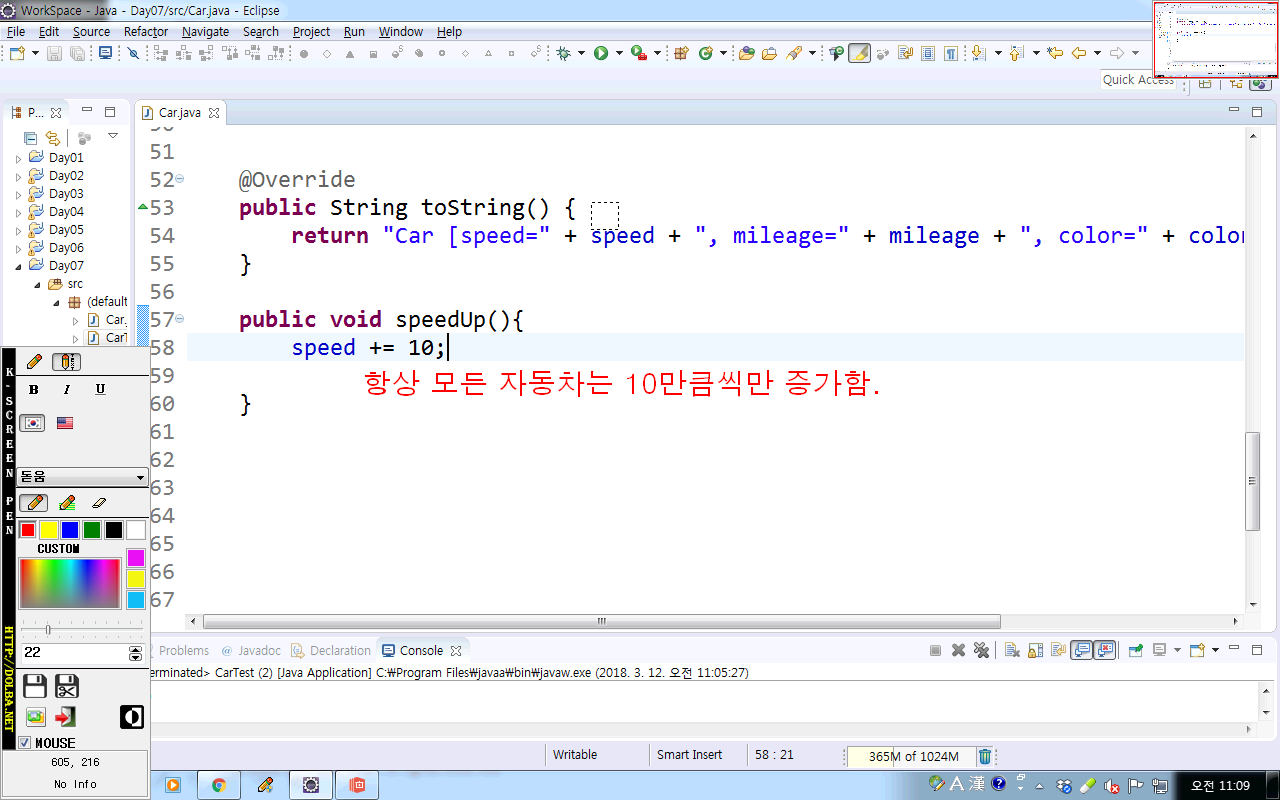 WorkSpace - Java - Day07/src/Car.java - Eclipse
File Edit Source Refactor Navigate Search Project Run Window Help
Quick Access
P...
Car.java
Day01
Day02
Day03
Day04
Day05
Day06
Day07
src
(default
Car.
CarT
51
52 @Override
53 public String toString() {
54 return "Car [speed=" + speed + ", mileage=" + mileage + ", color=" + color
55 }
56
57 public void speedUp(){
58 speed += 10;
59
항상 모든 자동차는 10만큼씩만 증가함.
60 }
61
62
63
64
65
66
67
K-SCREEN PEN
HTTP://DOLBA.NET
B I U
돋움
CUSTOM
22
MOUSE
605, 216
No Info
Problems @ Javadoc Declaration Console
erminated> CarTest (2) [Java Application] C:₩Program Files₩javaa₩bin₩javaw.exe (2018. 3. 12. 오전 11:05:27)
Writable Smart Insert 58 : 21 365M of 1024M
A 漢
오전 11:09